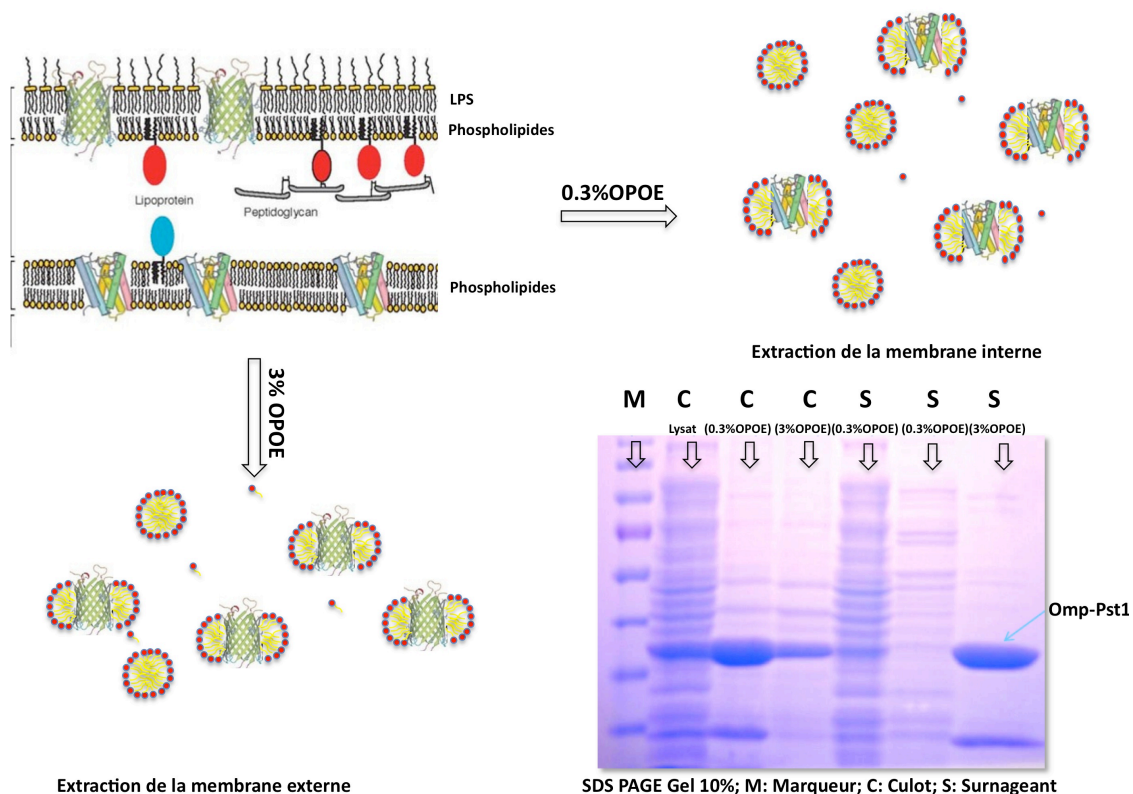 LPS
Phospholipides
Lipoprotein
Peptidoglycan
Phospholipides
0.3%OPOE
Extraction de la membrane interne
3% OPOE
M C C C S S S
Lysat (0.3%OPOE) (3%OPOE)(0.3%OPOE) (0.3%OPOE)(3%OPOE)
Omp-Pst1
Extraction de la membrane externe
SDS PAGE Gel 10%; M: Marqueur; C: Culot; S: Surnageant